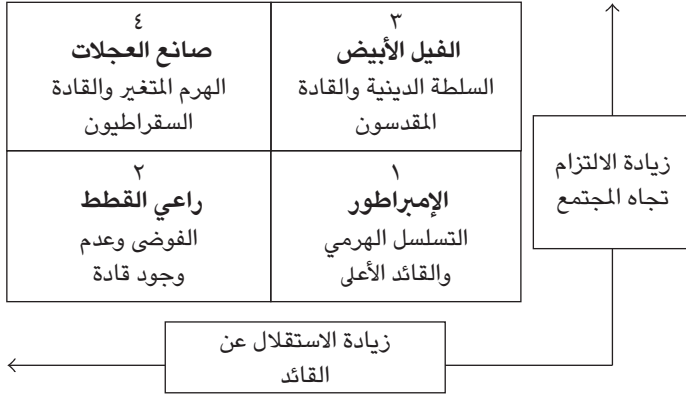 ٣
الفيل الأبيض
السلطة الدينية والقادة
المقدسون
٤
صانع العجلات
الهرم المتغير والقادة
السقراطيون
١
الإمبراطور
التسلسل الهرمي
والقائد الأعلى
٢
راعي القطط
الفوضى وعدم
وجود قادة
زيادة الالتزام
تجاه المجتمع
زيادة الاستقلال عن
القائد